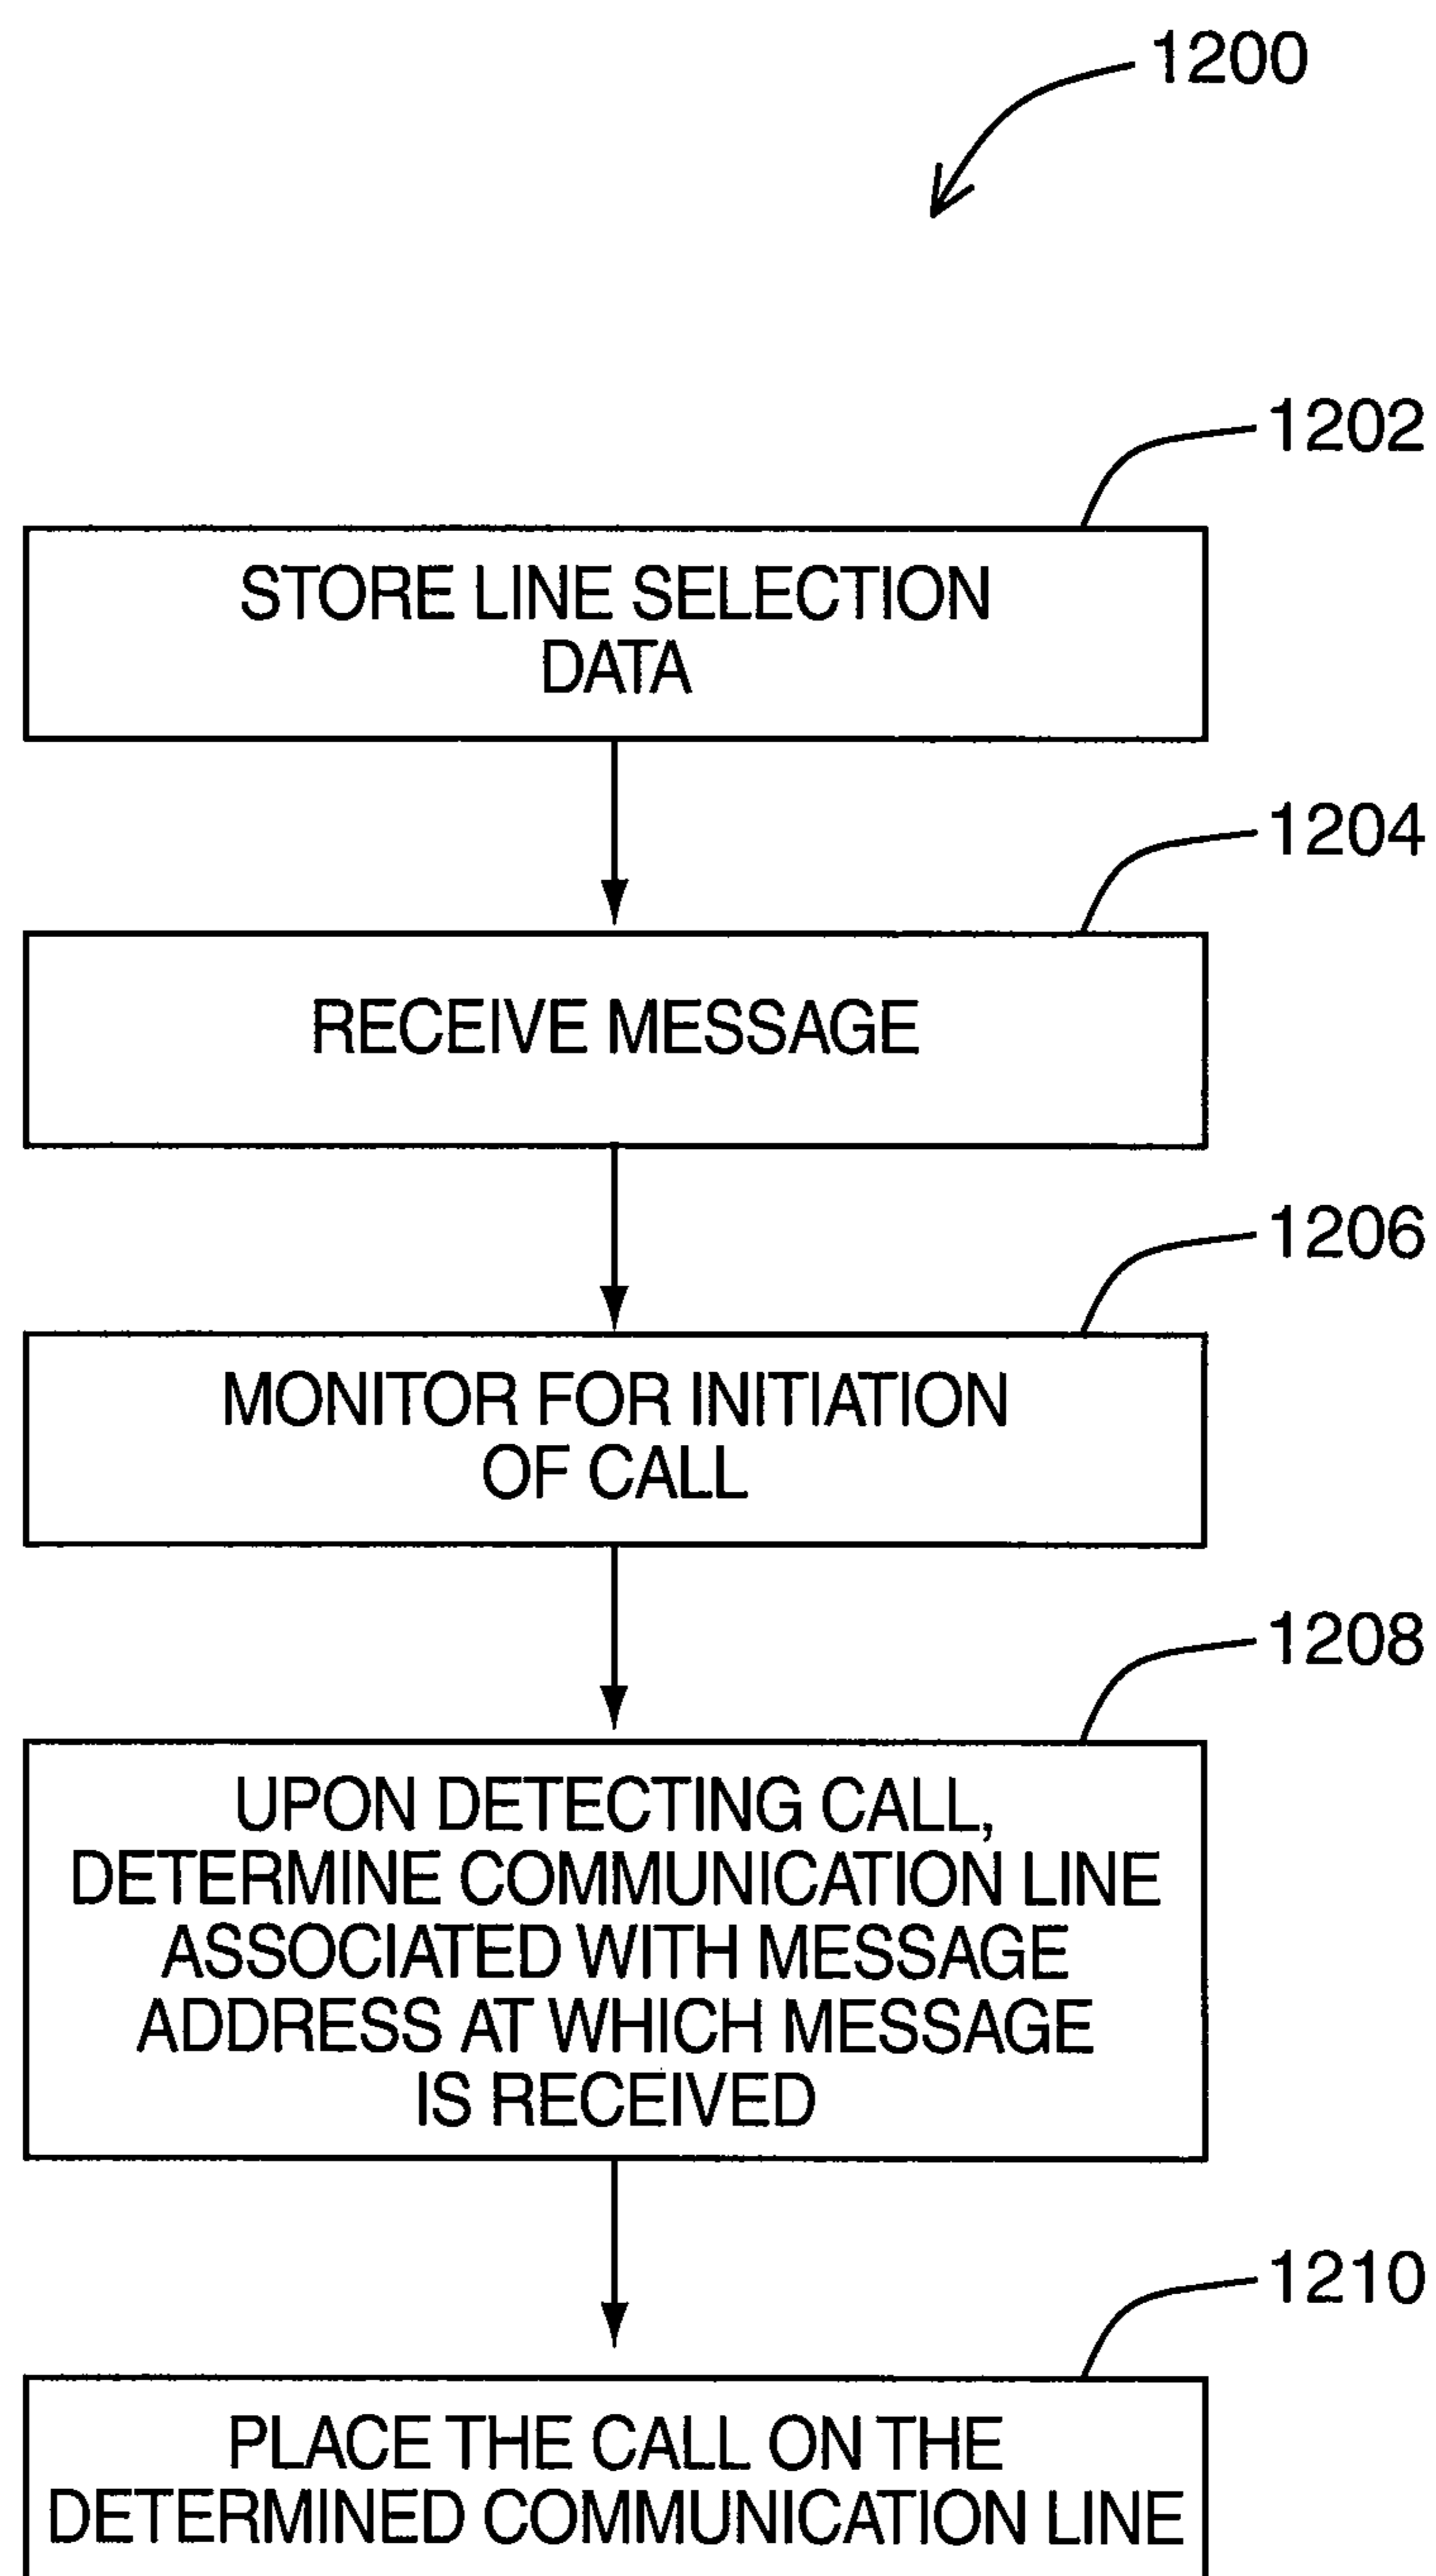 1200
1202
STORE LINE SELECTION
DATA
1204
RECEIVE MESSAGE
1206
MONITOR FOR INITIATION
OF CALL
1208
UPON DETECTING CALL,
DETERMINE COMMUNICATION LINE
ASSOCIATED WITH MESSAGE
ADDRESS AT WHICH MESSAGE
IS RECEIVED
1210
PLACE THE CALL ON THE
DETERMINED COMMUNICATION LINE